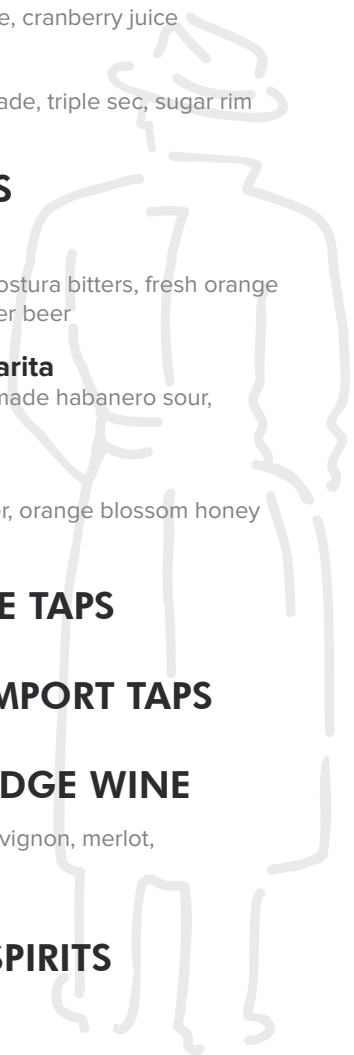 e, cranberry juice
ade, triple sec, sugar rim
S
ostura bitters, fresh orange
er beer
arita
made habanero sour,
r, orange blossom honey
E TAPS
MPORT TAPS
DGE WINE
vignon, merlot,
SPIRITS